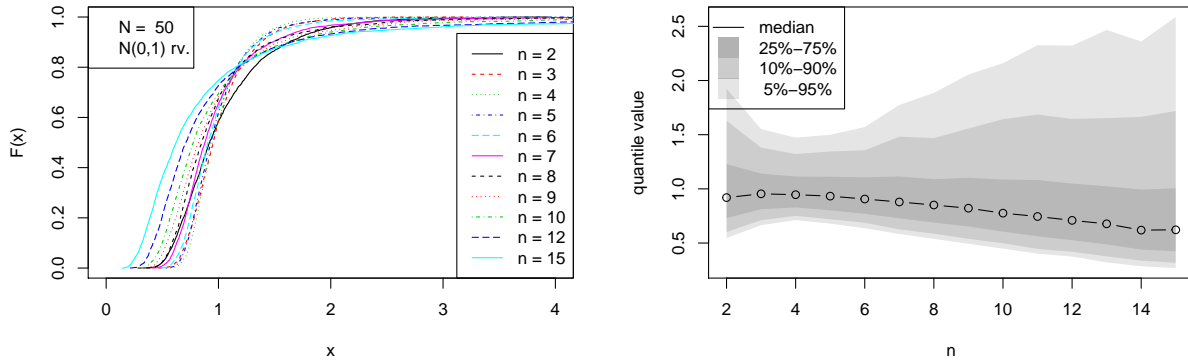 N = 50
N(0,1) rv.
F(x)
0.0
0.2
0.4
0.6
0.8
1.0
0
1
2
3
4
x
n = 2
n = 3
n = 4
n = 5
n = 6
n = 7
n = 8
n = 9
n = 10
n = 12
n = 15
quantile value
0.5
1.0
1.5
2.0
2.5
2
4
6
8
10
12
14
n
median
25%−75%
10%−90%
5%−95%